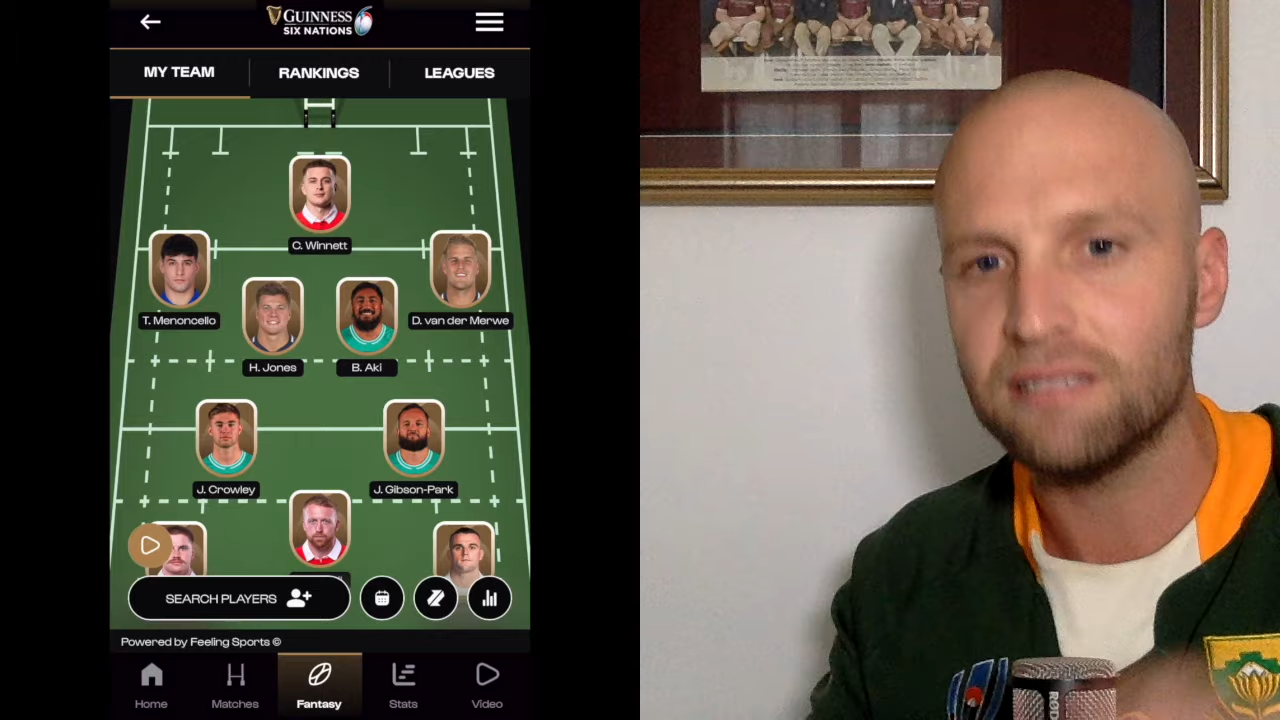 GUINNESS
SIX NATIONS
MY TEAM
RANKINGS
LEAGUES
C. Winnett
T. Menoncello
D. van der Merwe
H. Jones
B. Aki
J. Crowley
J. Gibson-Park
SEARCH PLAYERS
Powered by Feeling Sports ©
Home
Matches
Fantasy
Stats
Video
RØDE